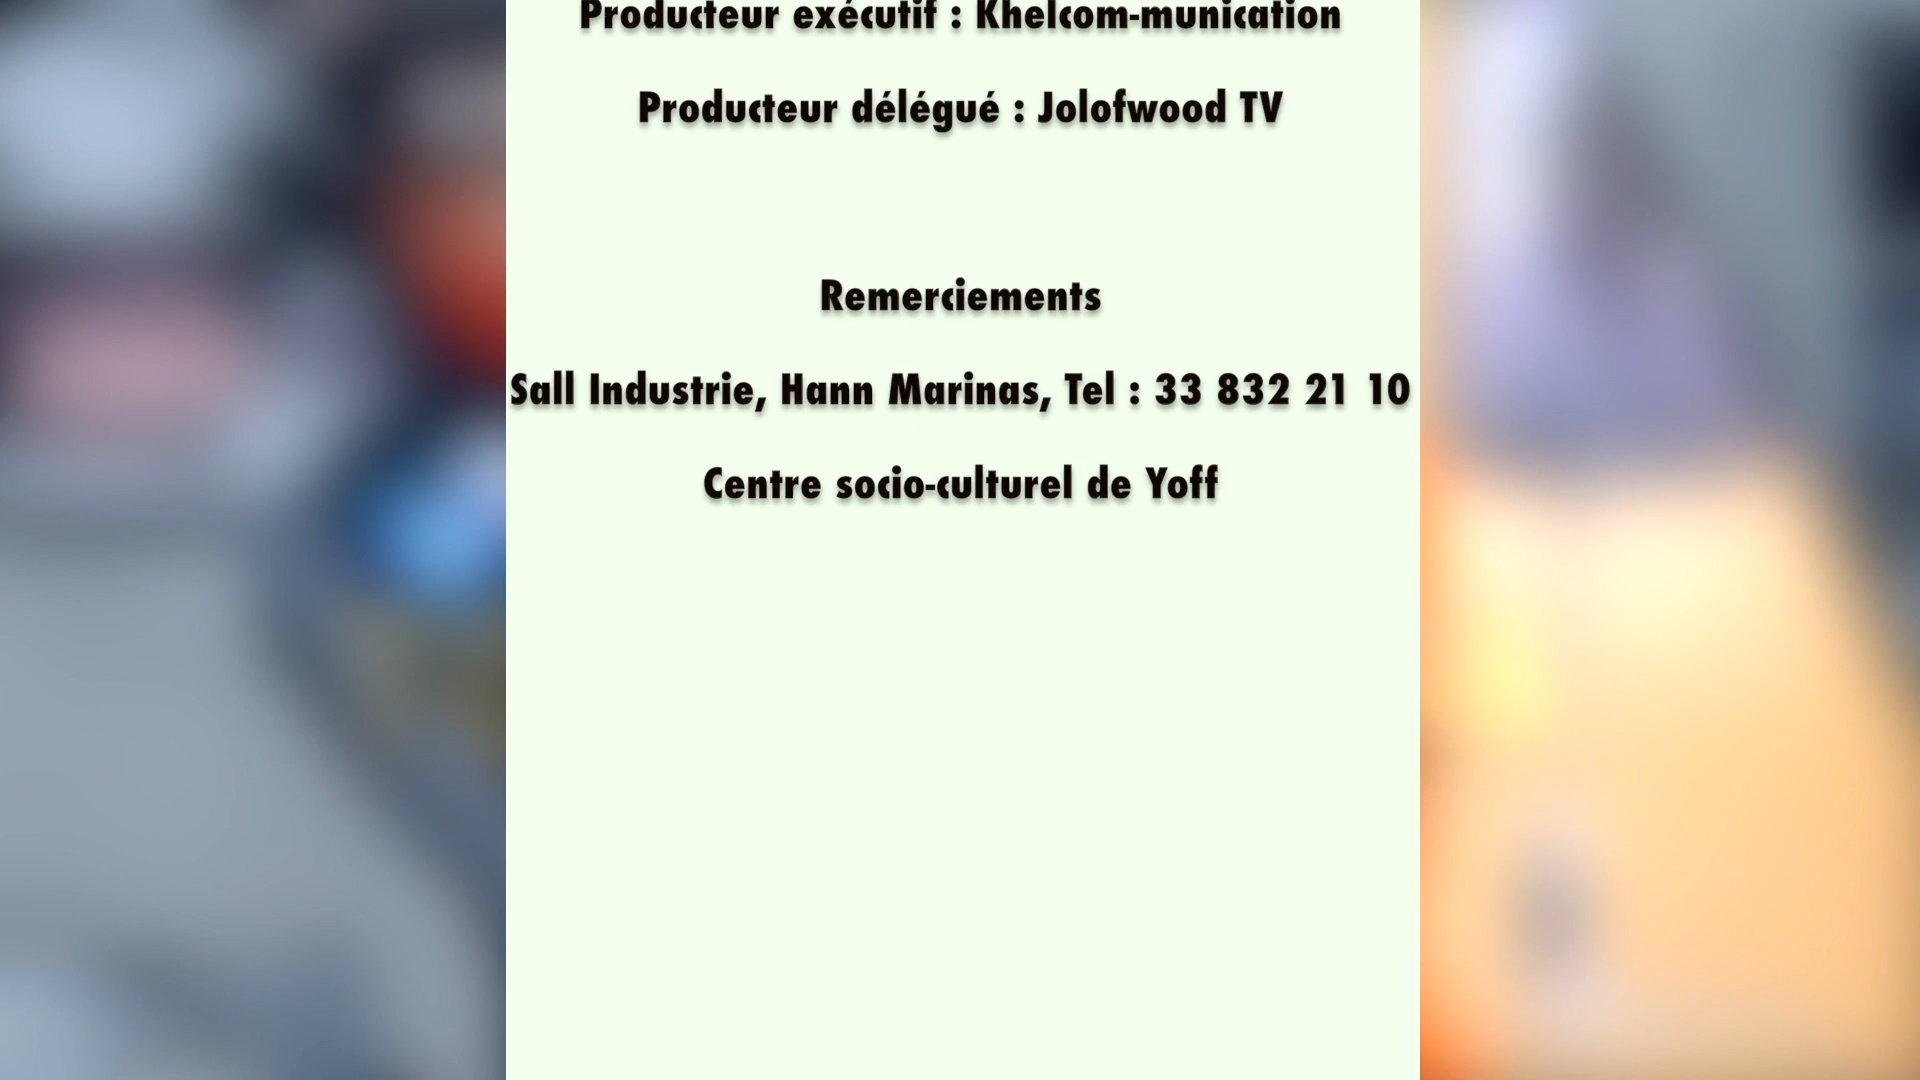 Producteur exécutif : Khelcom-munication
Producteur délégué : Jolofwood TV
Remerciements
Sall Industrie, Hann Marinas, Tel : 33 832 21 10
Centre socio-culturel de Yoff